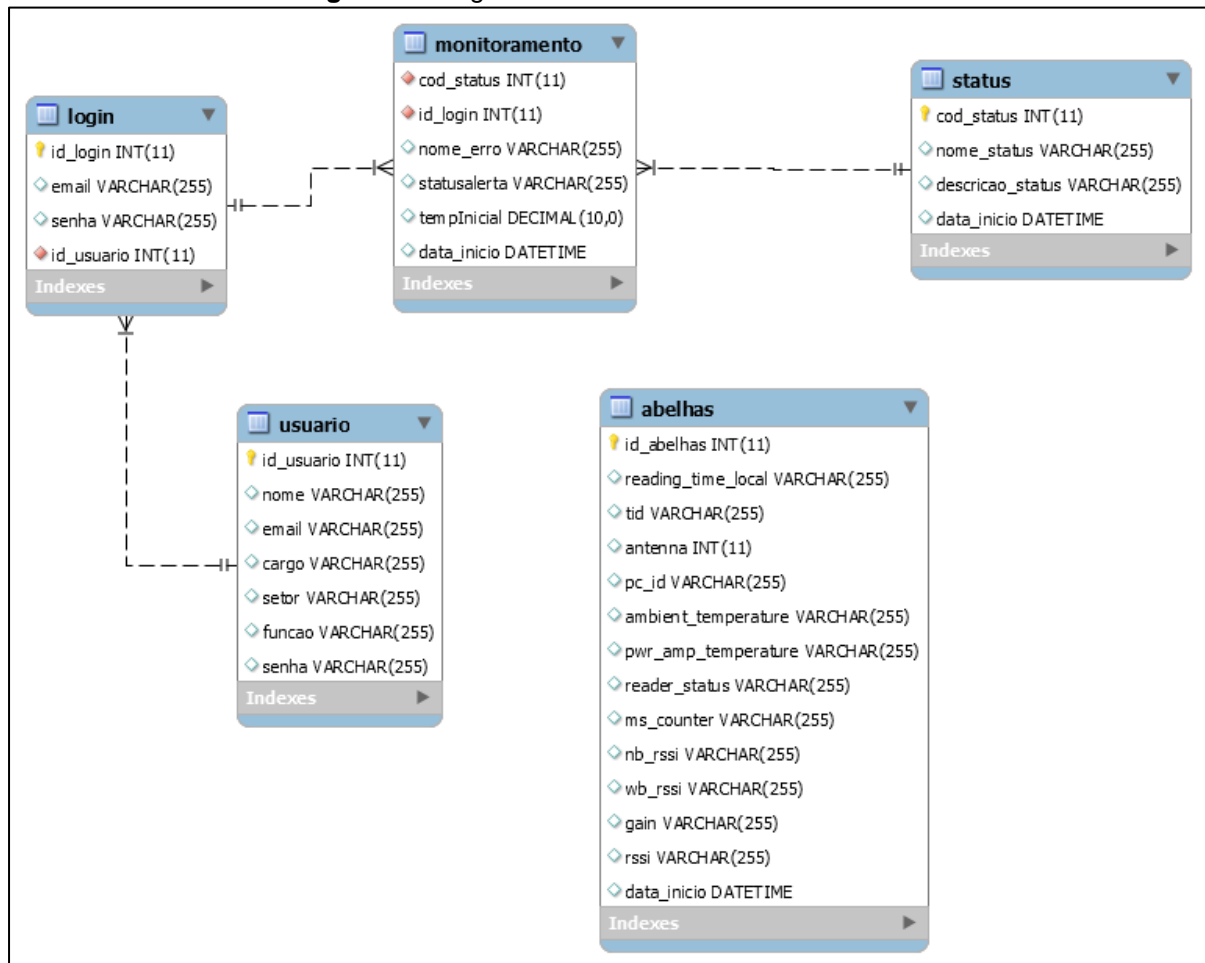 login
id_login INT(11)
email VARCHAR(255)
senha VARCHAR(255)
id_usuario INT(11)
Indexes
monitoramento
cod_status INT(11)
id_login INT(11)
nome_erro VARCHAR(255)
statusalerta VARCHAR(255)
tempInicial DECIMAL(10,0)
data_inicio DATETIME
Indexes
status
cod_status INT(11)
nome_status VARCHAR(255)
descricao_status VARCHAR(255)
data_inicio DATETIME
Indexes
usuario
id_usuario INT(11)
nome VARCHAR(255)
email VARCHAR(255)
cargo VARCHAR(255)
setor VARCHAR(255)
funcao VARCHAR(255)
senha VARCHAR(255)
Indexes
abelhas
id_abelhas INT(11)
reading_time_local VARCHAR(255)
tid VARCHAR(255)
antenna INT(11)
pc_id VARCHAR(255)
ambient_temperature VARCHAR(255)
pwr_amp_temperature VARCHAR(255)
reader_status VARCHAR(255)
ms_counter VARCHAR(255)
nb_rssi VARCHAR(255)
wb_rssi VARCHAR(255)
gain VARCHAR(255)
rssi VARCHAR(255)
data_inicio DATETIME
Indexes